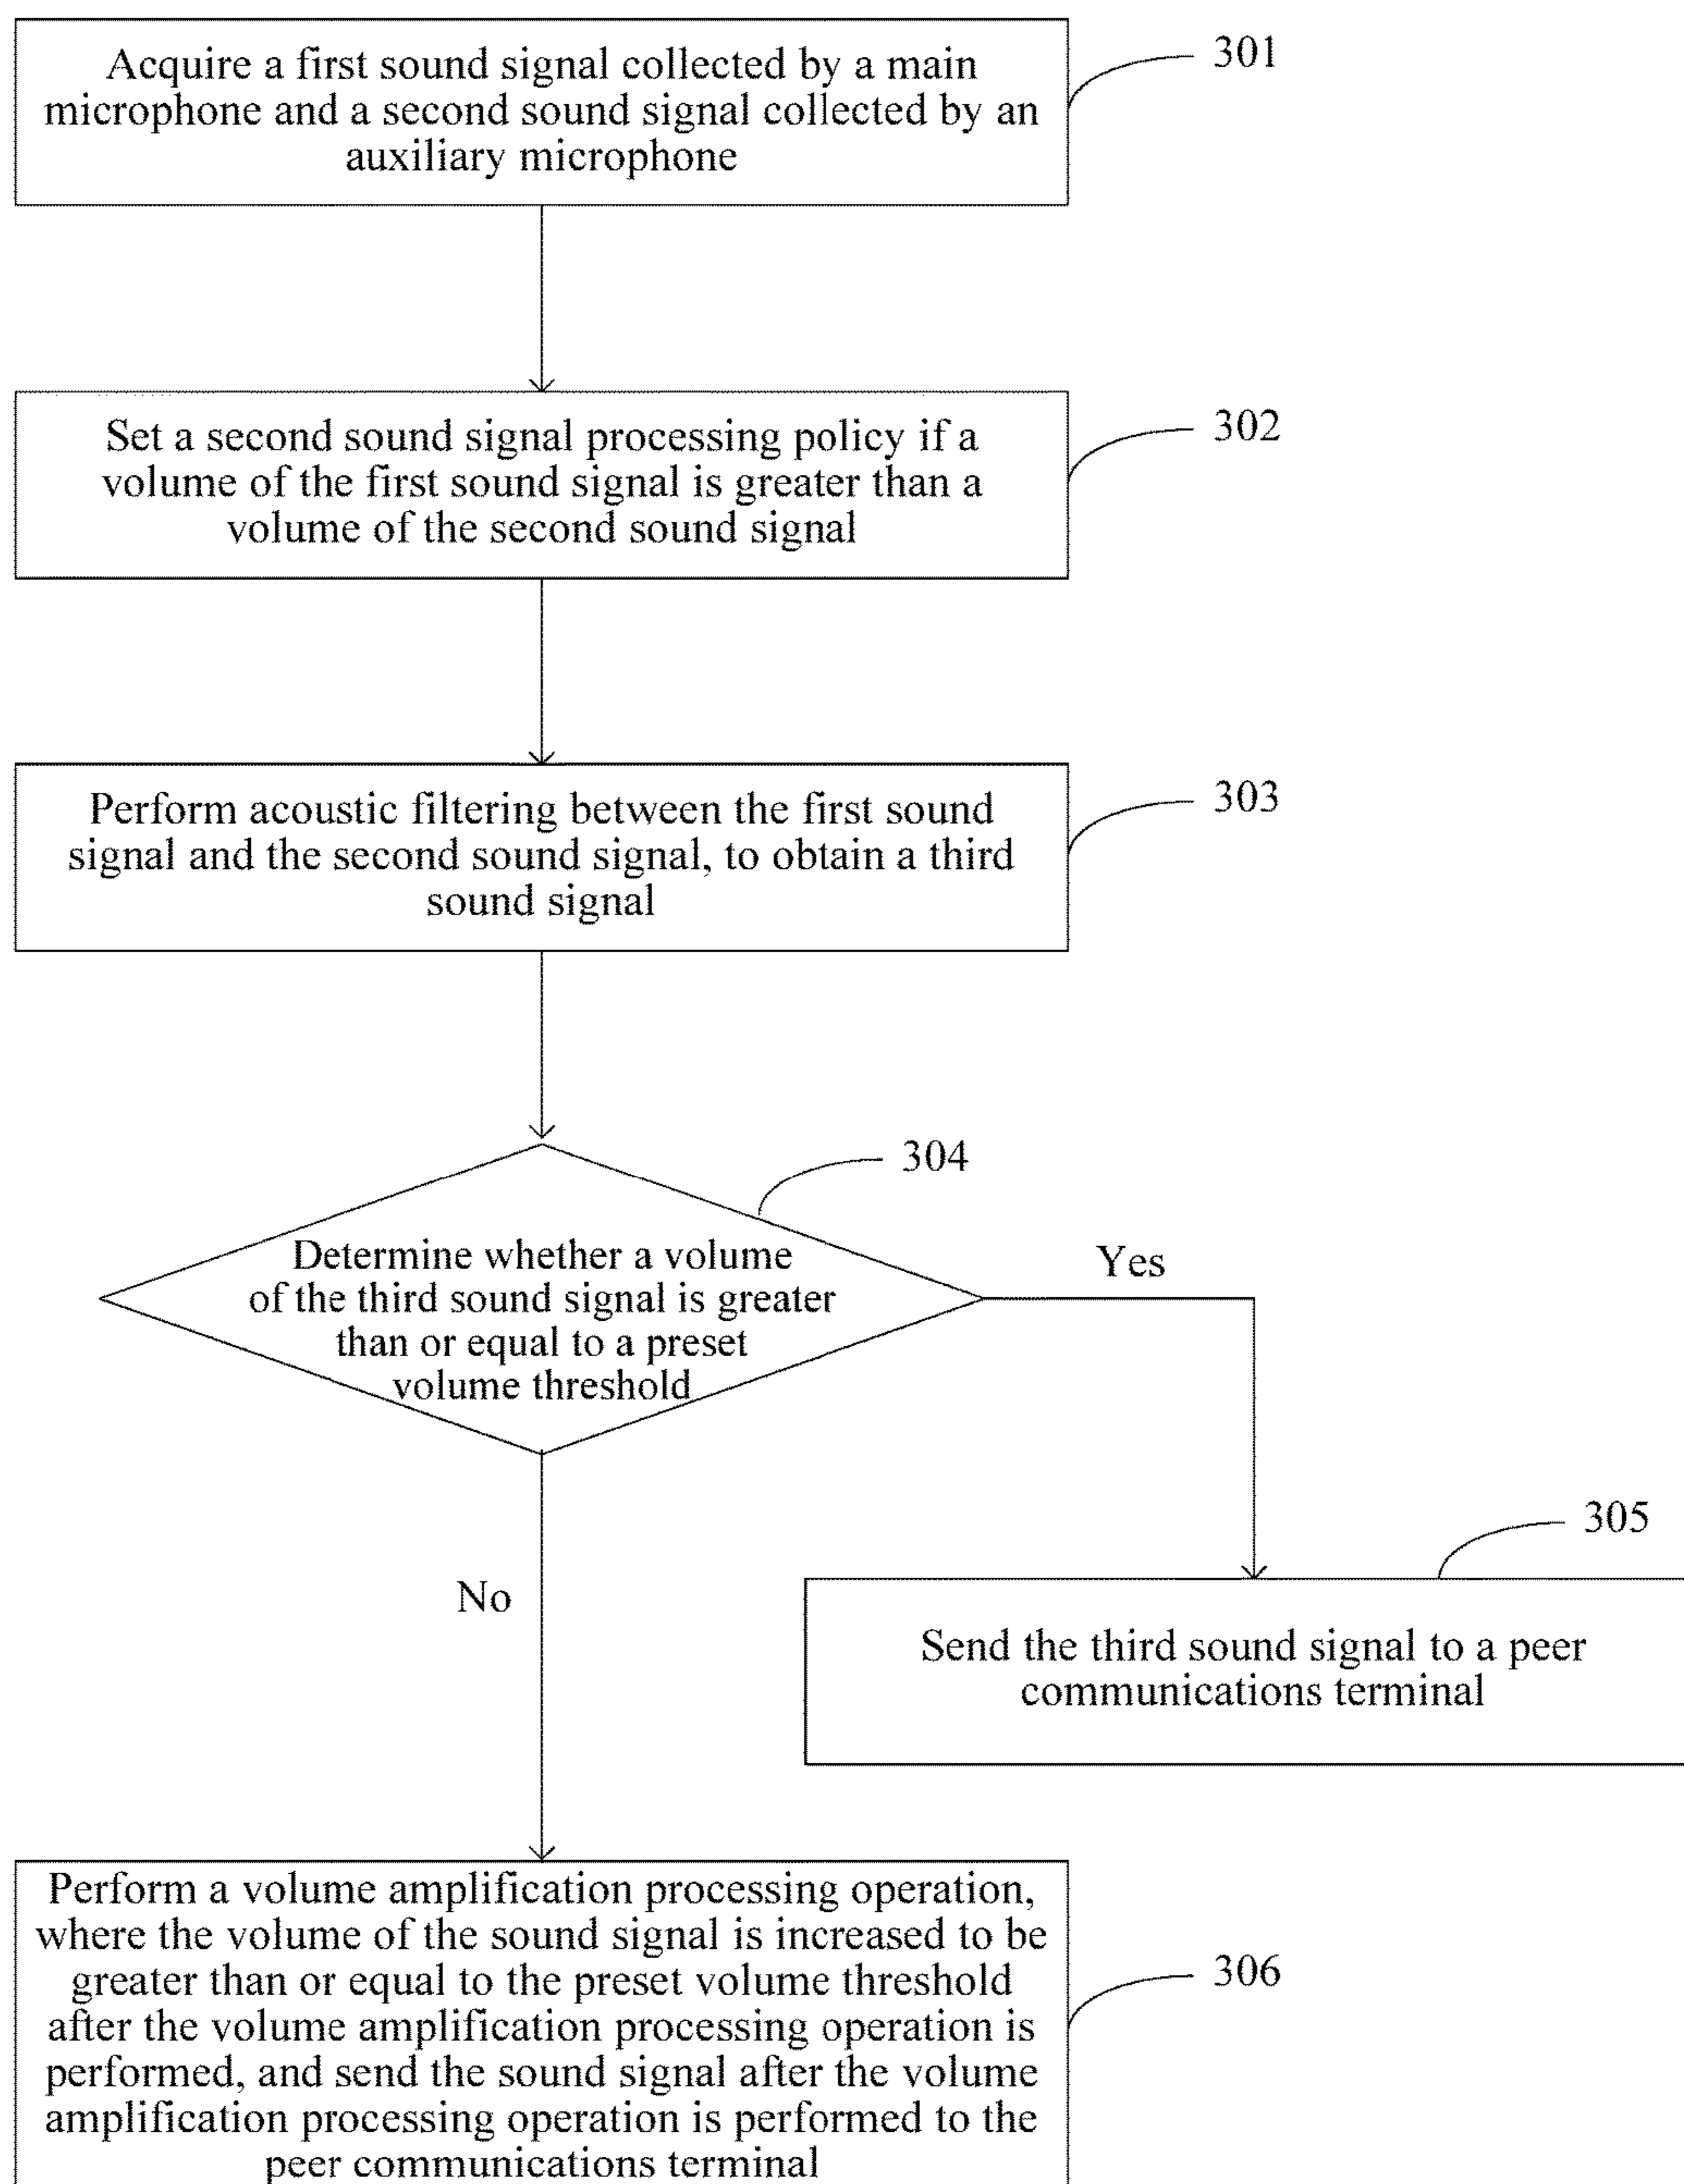 Acquire a first sound signal collected by a main
microphone and a second sound signal collected by an
auxiliary microphone
301
Set a second sound signal processing policy if a
volume of the first sound signal is greater than a
volume of the second sound signal
302
Perform acoustic filtering between the first sound
signal and the second sound signal, to obtain a third
sound signal
303
304
Determine whether a volume
of the third sound signal is greater
than or equal to a preset
volume threshold
Yes
305
No
Send the third sound signal to a peer
communications terminal
Perform a volume amplification processing operation,
where the volume of the sound signal is increased to be
greater than or equal to the preset volume threshold
after the volume amplification processing operation is
performed, and send the sound signal after the volume
amplification processing operation is performed to the
peer communications terminal
306